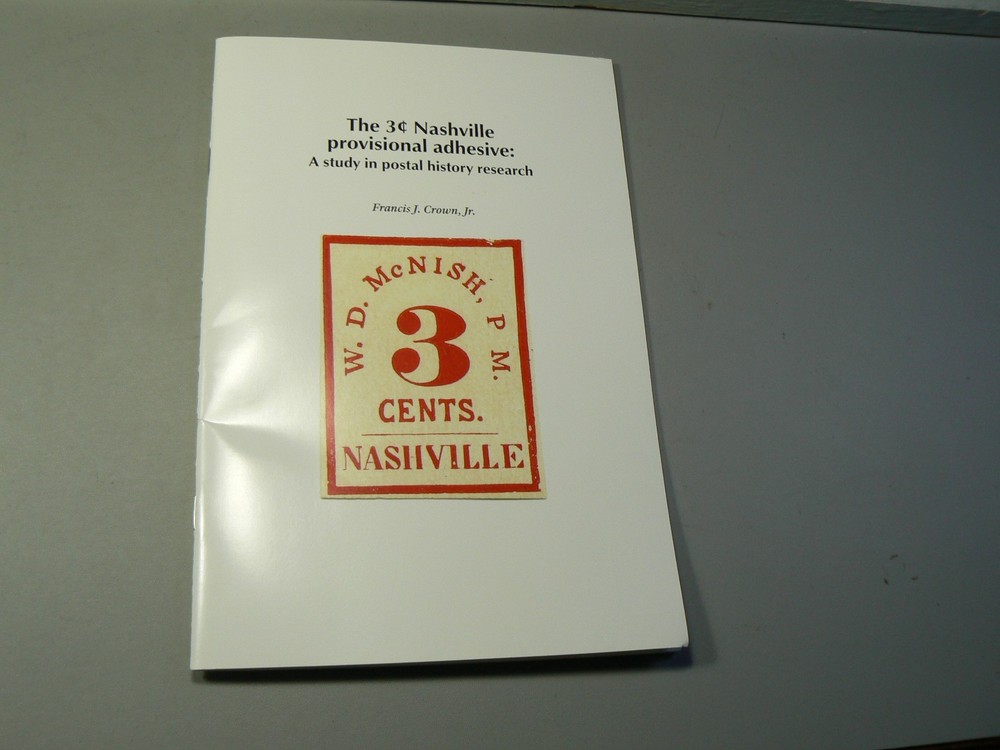 The 3¢ Nashville
provisional adhesive:
A study in postal history research
Francis J. Crown, Jr.
W. D. McNISH, P M.
3
CENTS.
NASHVILLE